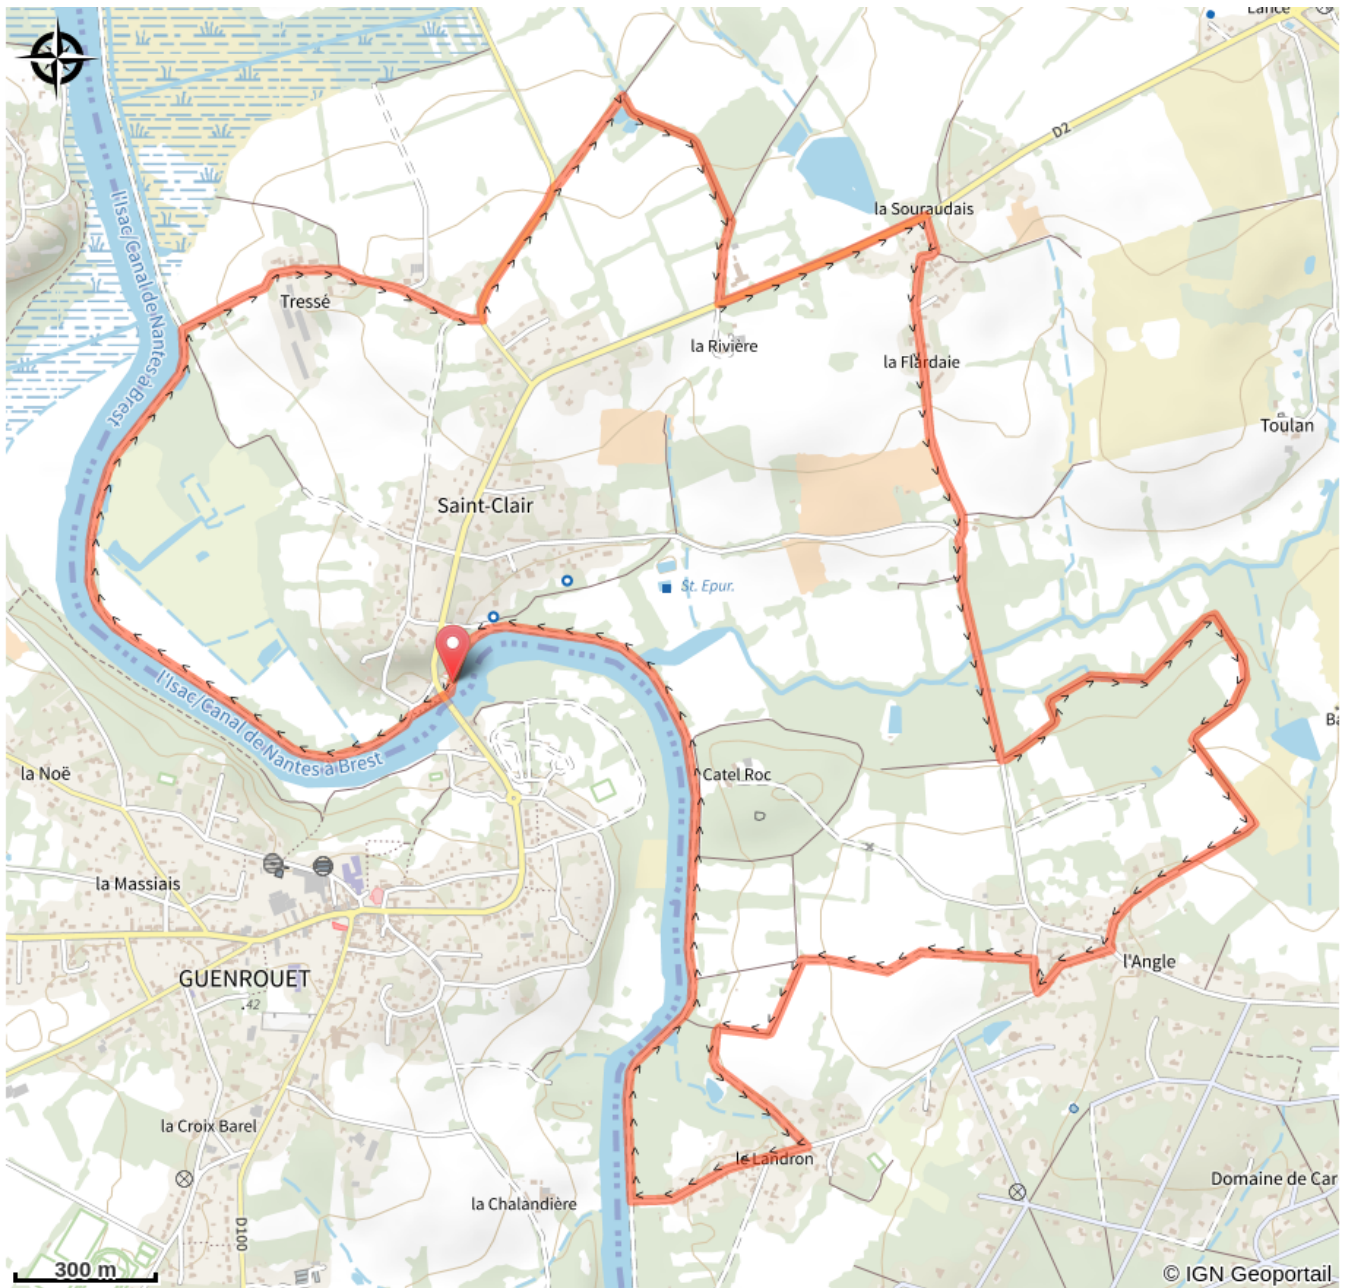 Lancé
D2
l'Isac/Canal de Nantes à Brest
la Souraudais
Tressé
la Rivière
la Flardaie
Toulan
Saint-Clair
St. Epur.
l'Isac/Canal de Nantes à Brest
la Noë
Catel Roc
la Massiais
l'Angle
GUENROUET
.42
la Croix Barel
le Landron
Domaine de Car
la Chalandière
D100
300 m
© IGN Geoportail